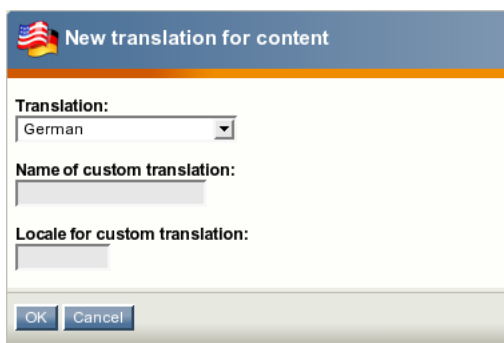 New translation for content
Translation:
German
Name of custom translation:
Locale for custom translation:
OK Cancel